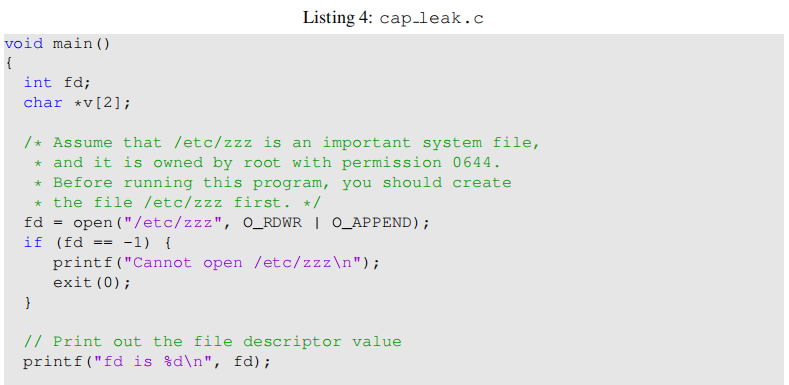 Listing 4: cap_leak.c
void main()
{
int fd;
char *v[2];
/* Assume that /etc/zzz is an important system file,
* and it is owned by root with permission 0644.
* Before running this program, you should create
* the file /etc/zzz first. */
fd = open("/etc/zzz", O_RDWR | O_APPEND);
if (fd == -1) {
printf("Cannot open /etc/zzz\n");
exit(0);
}
// Print out the file descriptor value
printf("fd is %d\n", fd);